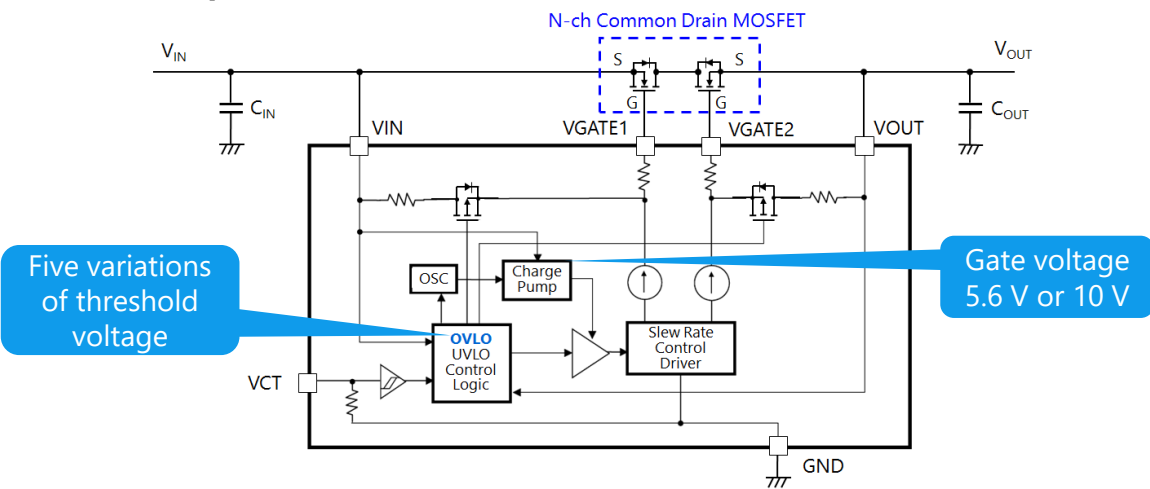 N-ch Common Drain MOSFET
VIN
S
S
VOUT
G
G
CIN
COUT
VIN
VGATE1
VGATE2
VOUT
Five variations
of threshold
voltage
OSC
Charge
Pump
Gate voltage
5.6 V or 10 V
OVLO
UVLO
Control
Logic
Slew Rate
Control
Driver
VCT
GND